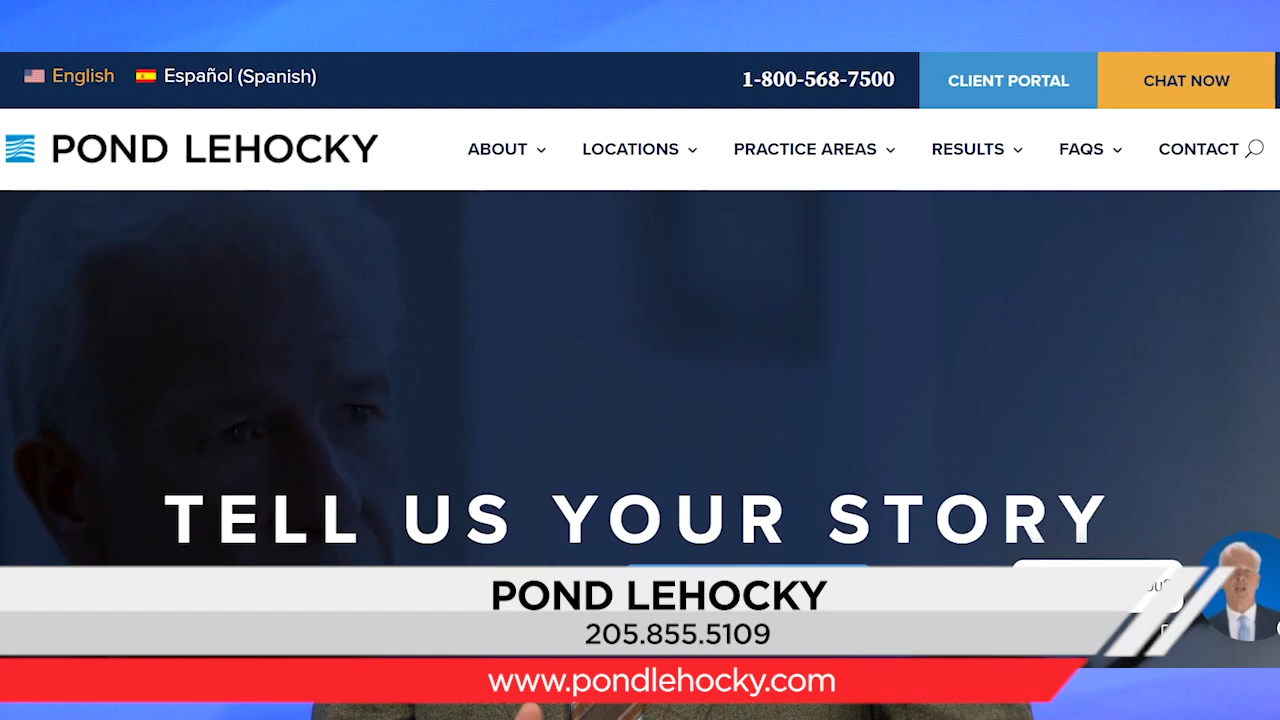 English Español (Spanish) 1-800-568-7500 CLIENT PORTAL CHAT NOW
POND LEHOCKY ABOUT LOCATIONS PRACTICE AREAS RESULTS FAQS CONTACT
TELL US YOUR STORY
POND LEHOCKY
205.855.5109
www.pondlehocky.com